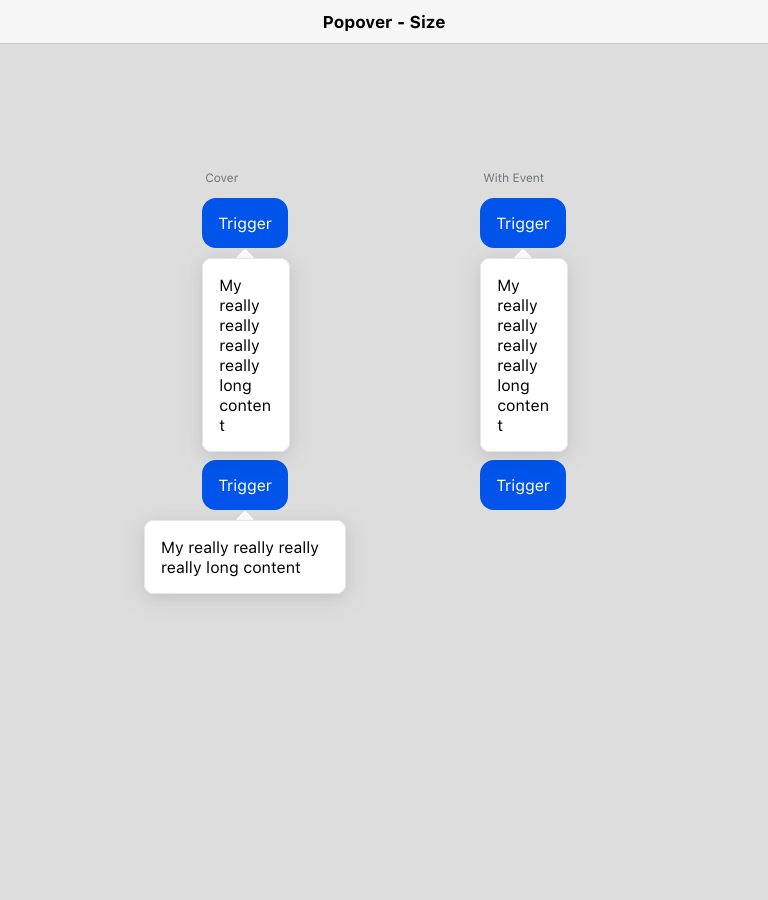 Popover - Size
Cover
Trigger
My
really
really
really
really
long
conten
t
Trigger
My really really really
really long content
With Event
Trigger
My
really
really
really
really
long
conten
t
Trigger